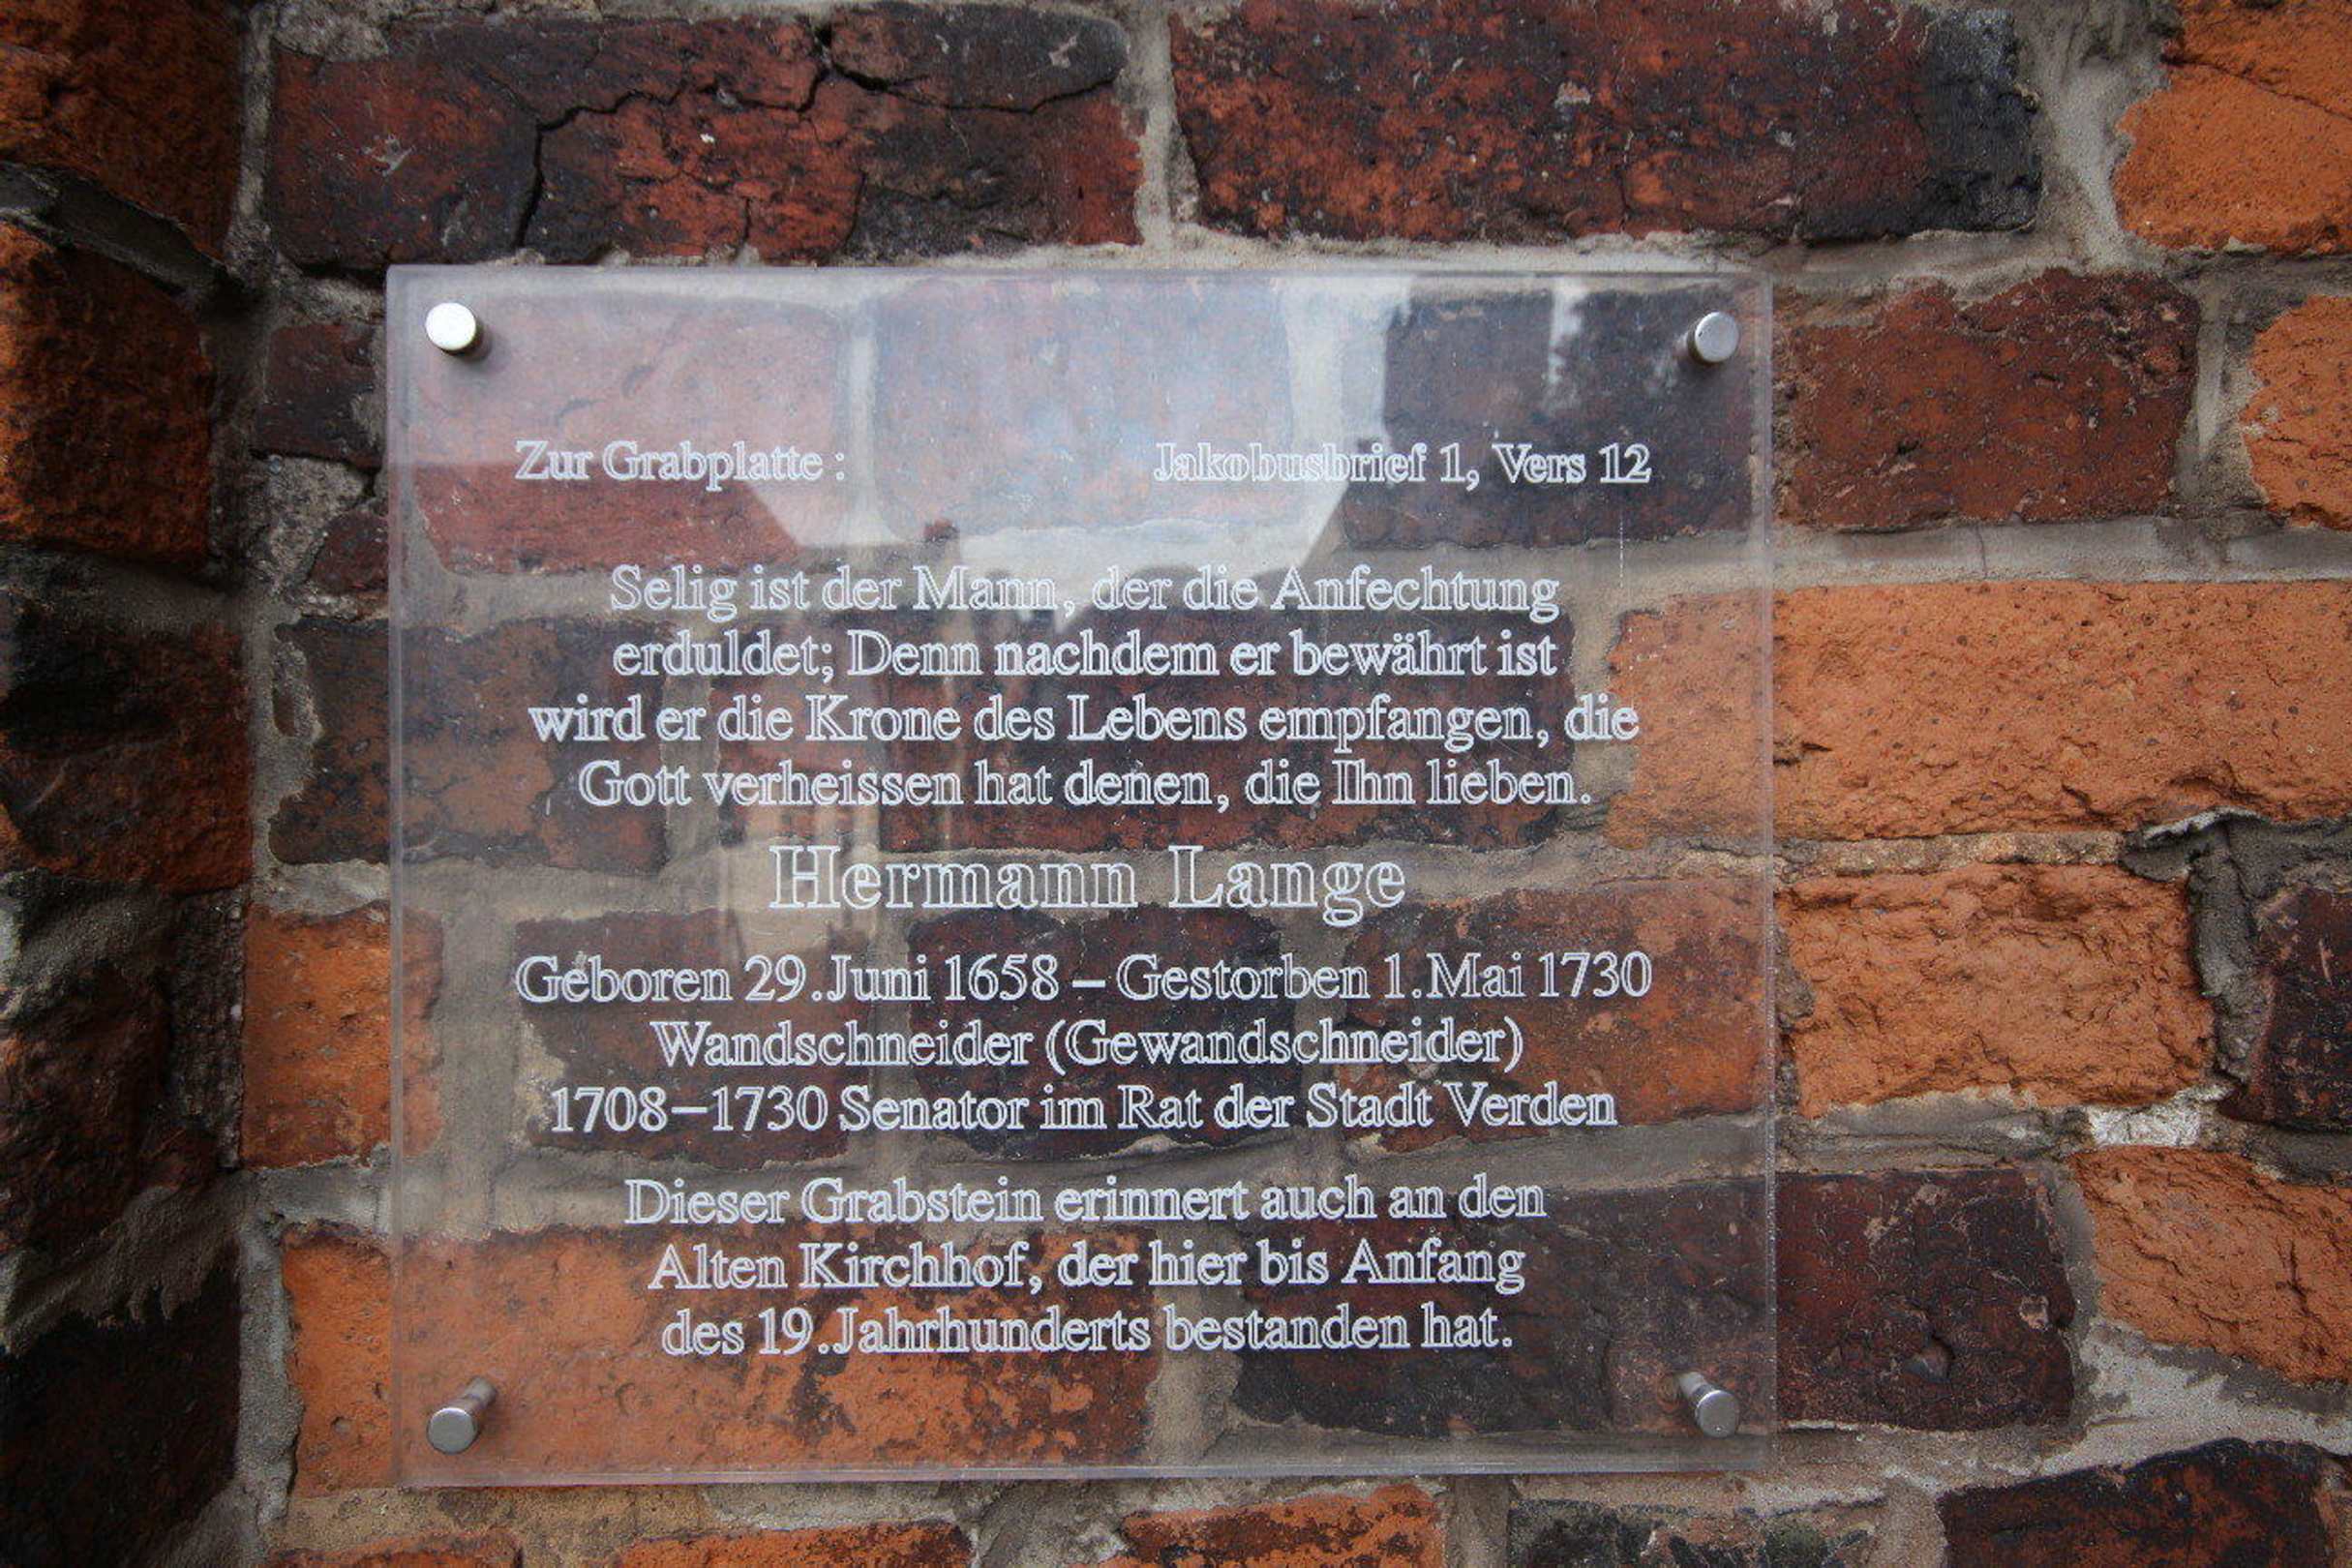 Zur Grabplatte : Jakobusbrief 1, Vers 12
Selig ist der Mann, der die Anfechtung
erduldet; Denn nachdem er bewährt ist
wird er die Krone des Lebens empfangen, die
Gott verheissen hat denen, die Ihn lieben.
Hermann Lange
Geboren 29.Juni 1658 – Gestorben 1.Mai 1730
Wandschneider (Gewandschneider)
1708–1730 Senator im Rat der Stadt Verden
Dieser Grabstein erinnert auch an den
Alten Kirchhof, der hier bis Anfang
des 19.Jahrhunderts bestanden hat.